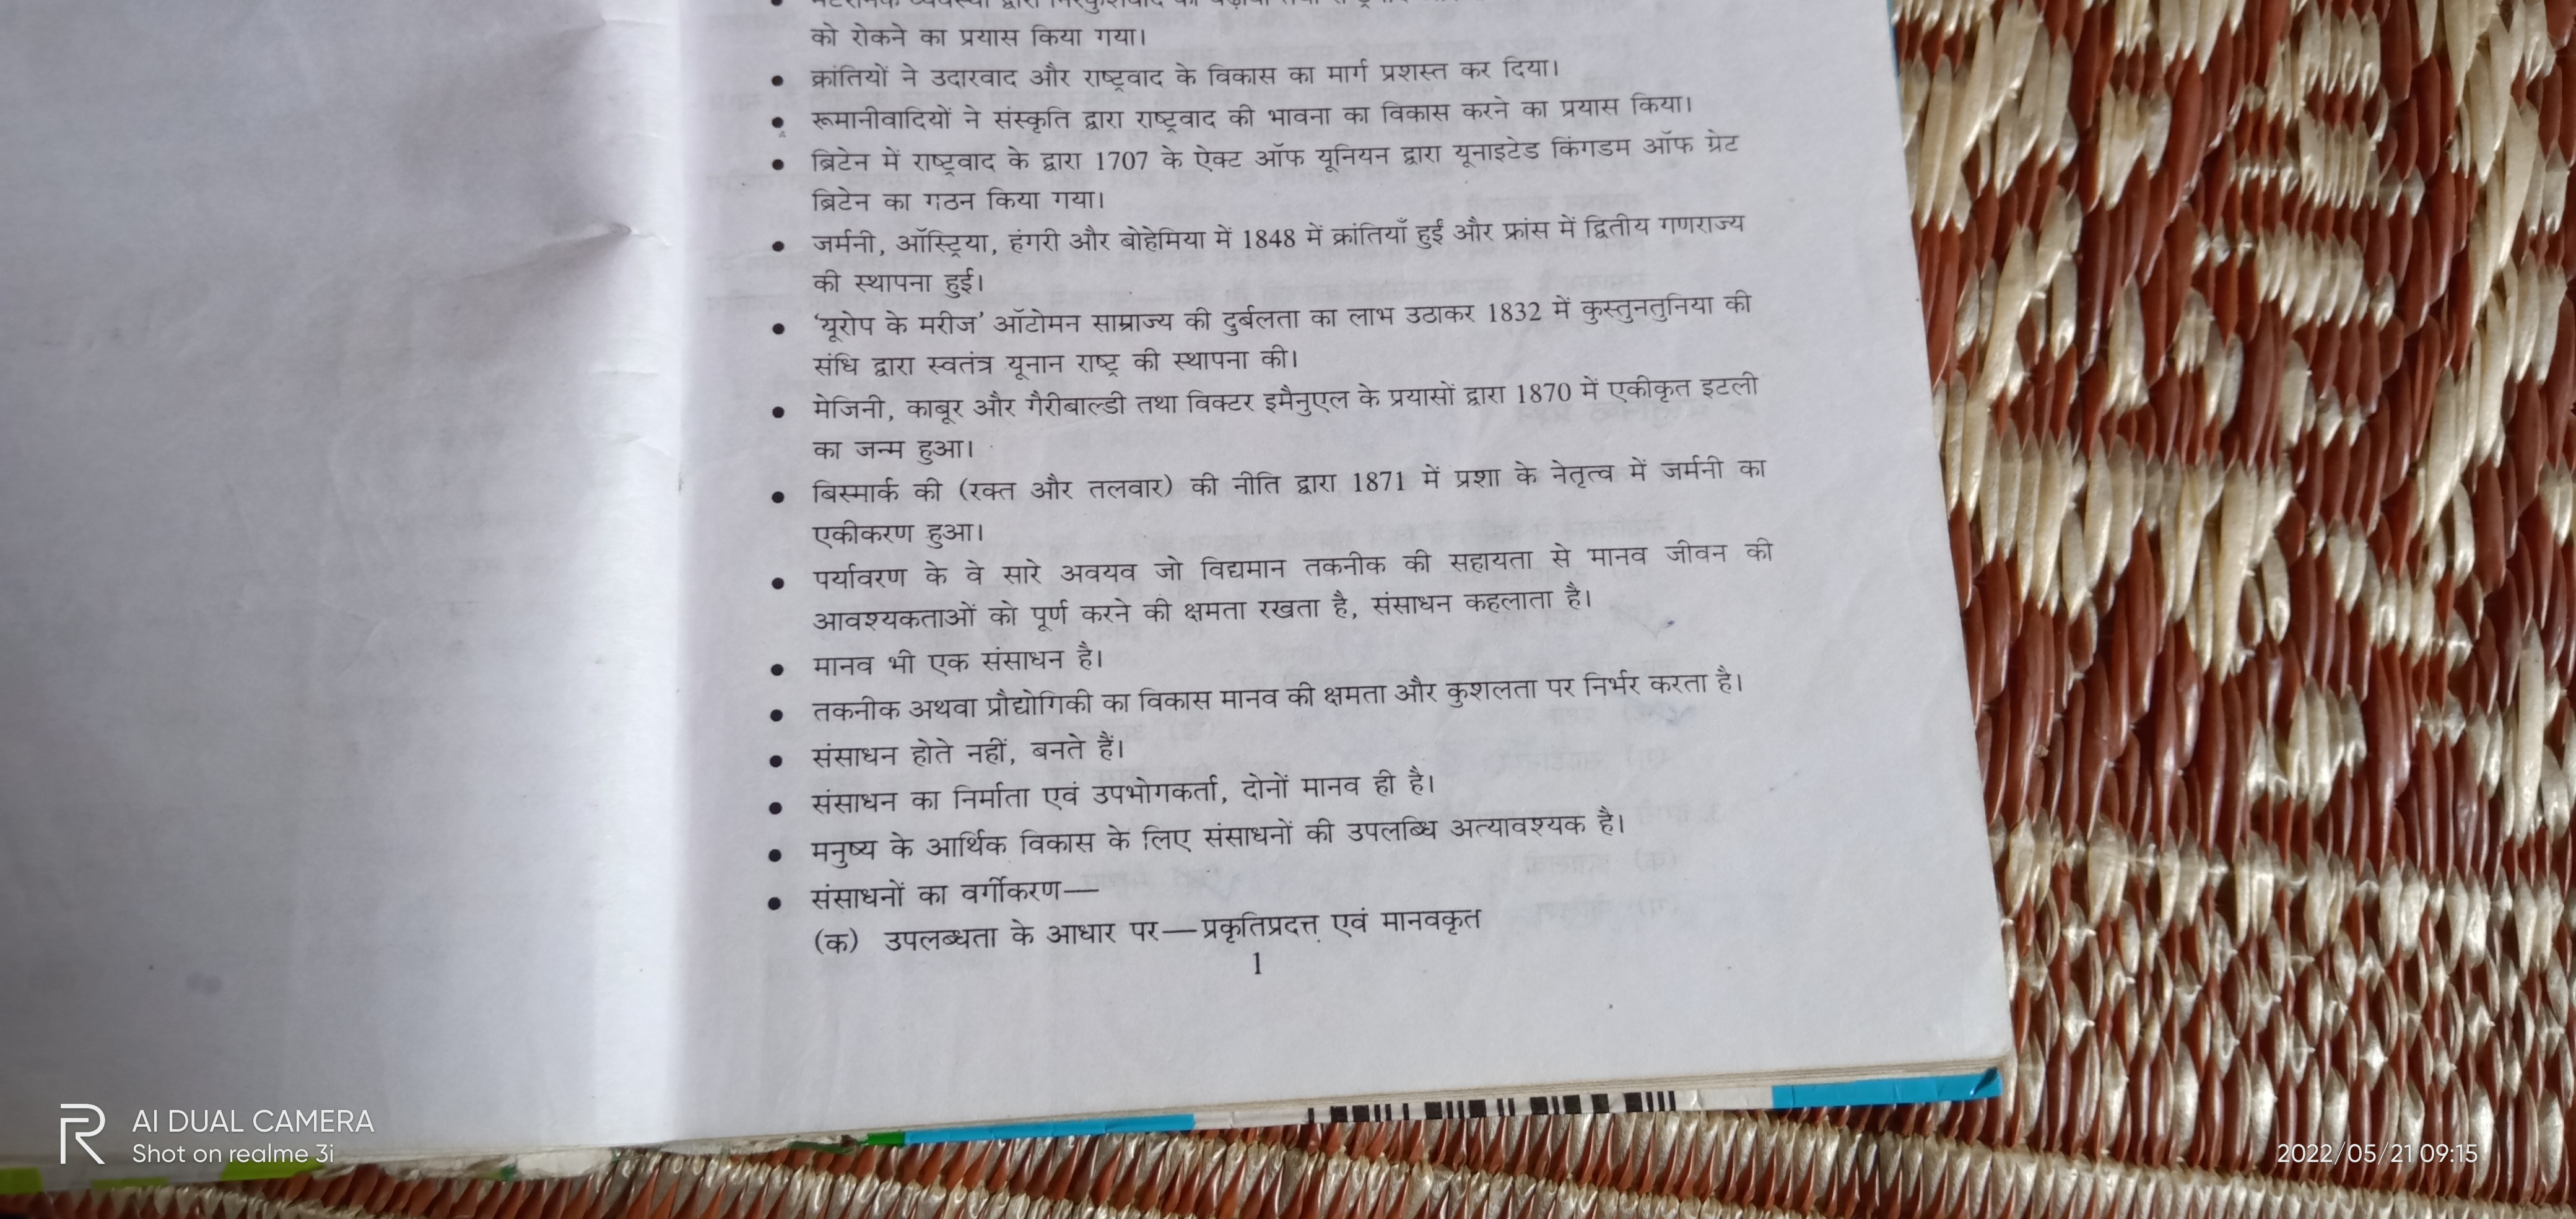 को रोकने का प्रयास किया गया।
• क्रांतियों ने उदारवाद और राष्ट्रवाद के विकास का मार्ग प्रशस्त कर दिया।
• रूमानीवादियों ने संस्कृति द्वारा राष्ट्रवाद की भावना का विकास करने का प्रयास किया।
• ब्रिटेन में राष्ट्रवाद के द्वारा 1707 के ऐक्ट ऑफ यूनियन द्वारा यूनाइटेड किंगडम ऑफ ग्रेट
ब्रिटेन का गठन किया गया।
• जर्मनी, ऑस्ट्रिया, हंगरी और बोहेमिया में 1848 में क्रांतियाँ हुईं और फ्रांस में द्वितीय गणराज्य
की स्थापना हुई।
• ‘यूरोप के मरीज’ ऑटोमन साम्राज्य की दुर्बलता का लाभ उठाकर 1832 में कुस्तुनतुनिया की
संधि द्वारा स्वतंत्र यूनान राष्ट्र की स्थापना की।
• मेजिनी, काबूर और गैरीबाल्डी तथा विक्टर इमैनुएल के प्रयासों द्वारा 1870 में एकीकृत इटली
का जन्म हुआ।
• बिस्मार्क की (रक्त और तलवार) की नीति द्वारा 1871 में प्रशा के नेतृत्व में जर्मनी का
एकीकरण हुआ।
• पर्यावरण के वे सारे अवयव जो विद्यमान तकनीक की सहायता से मानव जीवन की
आवश्यकताओं को पूर्ण करने की क्षमता रखता है, संसाधन कहलाता है।
• मानव भी एक संसाधन है।
• तकनीक अथवा प्रौद्योगिकी का विकास मानव की क्षमता और कुशलता पर निर्भर करता है।
• संसाधन होते नहीं, बनते हैं।
• संसाधन का निर्माता एवं उपभोगकर्ता, दोनों मानव ही है।
• मनुष्य के आर्थिक विकास के लिए संसाधनों की उपलब्धि अत्यावश्यक है।
• संसाधनों का वर्गीकरण—
(क) उपलब्धता के आधार पर—प्रकृतिप्रदत्त एवं मानवकृत
1
AI DUAL CAMERA
Shot on realme 3i
2022/05/21 09:15